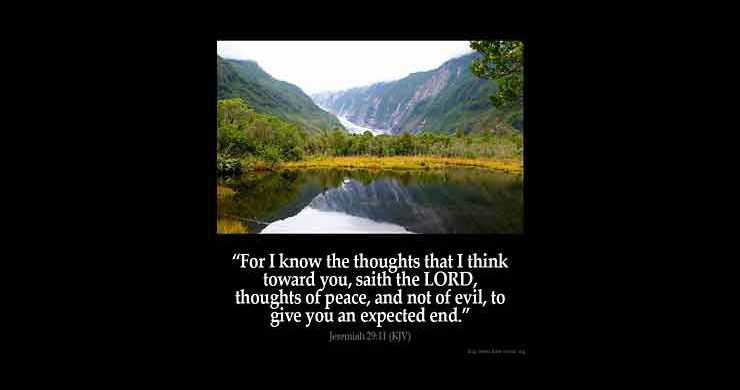 “For I know the thoughts that I think
toward you, saith the LORD,
thoughts of peace, and not of evil, to
give you an expected end.”
Jeremiah 29:11 (KJV)